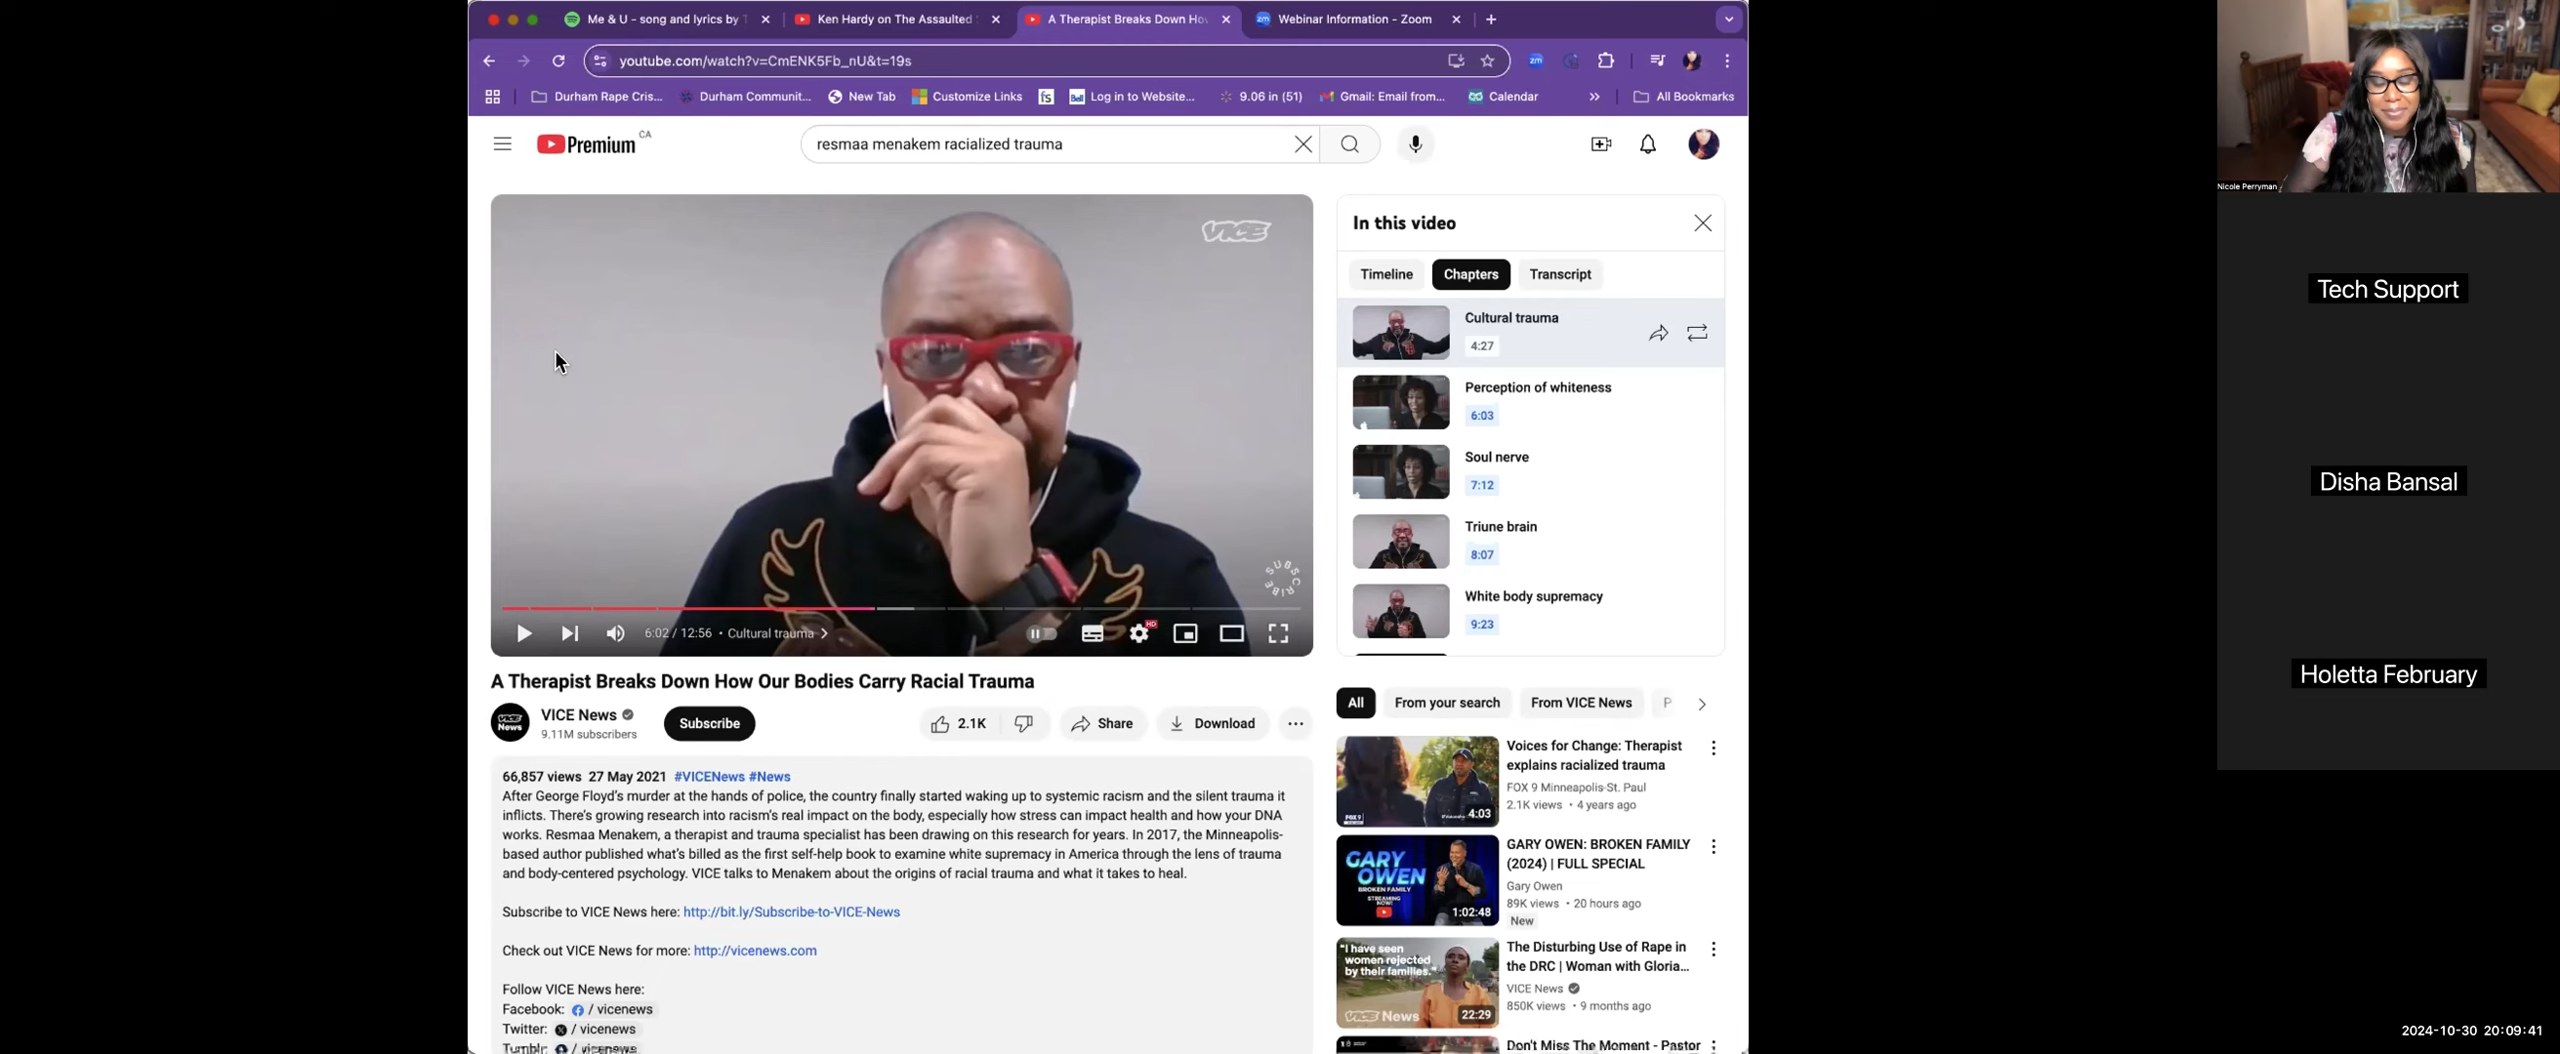 Me & U - song and lyrics by T
Ken Hardy on The Assaulted
A Therapist Breaks Down How
Webinar Information - Zoom
youtube.com/watch?v=CmENK5Fb_nU&t=19s
Durham Rape Cris...
Durham Communit...
New Tab
Customize Links
Log in to Website...
9.06 in (51)
Gmail: Email from...
Calendar
All Bookmarks
Premium CA
resmaa menakem racialized trauma
VICE
SUBSCRIBE
6:02 / 12:56 • Cultural trauma
HD
In this video
Timeline
Chapters
Transcript
Cultural trauma
4:27
Perception of whiteness
6:03
Soul nerve
7:12
Triune brain
8:07
White body supremacy
9:23
A Therapist Breaks Down How Our Bodies Carry Racial Trauma
VICE News
9.11M subscribers
Subscribe
2.1K
Share
Download
66,857 views 27 May 2021 #VICENews #News
After George Floyd's murder at the hands of police, the country finally started waking up to systemic racism and the silent trauma it
inflicts. There's growing research into racism's real impact on the body, especially how stress can impact health and how your DNA
works. Resmaa Menakem, a therapist and trauma specialist has been drawing on this research for years. In 2017, the Minneapolis-
based author published what's billed as the first self-help book to examine white supremacy in America through the lens of trauma
and body-centered psychology. VICE talks to Menakem about the origins of racial trauma and what it takes to heal.
Subscribe to VICE News here: http://bit.ly/Subscribe-to-VICE-News
Check out VICE News for more: http://vicenews.com
Follow VICE News here:
Facebook: / vicenews
Twitter: / vicenews
Tumblr: / vicenews
All
From your search
From VICE News
P
Voices for Change: Therapist
explains racialized trauma
FOX 9 Minneapolis-St. Paul
2.1K views • 4 years ago
FOX9
4:03
GARY OWEN: BROKEN FAMILY
(2024) | FULL SPECIAL
Gary Owen
89K views • 20 hours ago
New
GARY
OWEN
BROKEN FAMILY
STREAMING
NOW!
1:02:48
The Disturbing Use of Rape in
the DRC | Woman with Gloria...
VICE News
850K views • 9 months ago
"I have seen
women rejected
by their families."
VICE News
22:29
Don't Miss The Moment - Pastor
Nicole Perryman
Tech Support
Disha Bansal
Holetta February
2024-10-30 20:09:41